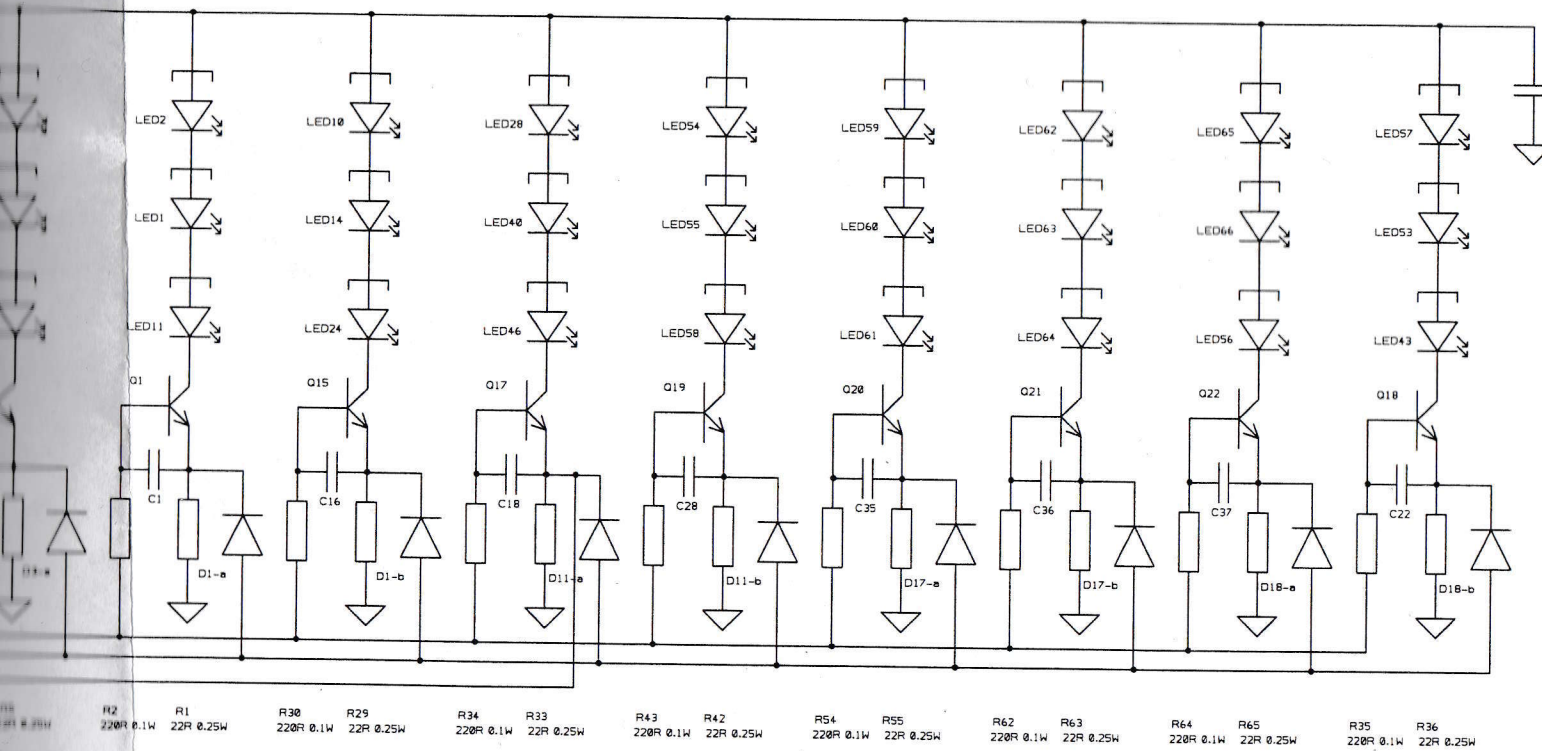 LED2 LED10 LED28 LED54 LED59 LED62 LED65 LED57
LED1 LED14 LED40 LED55 LED60 LED63 LED66 LED53
LED11 LED24 LED46 LED58 LED61 LED64 LED56 LED43
Q1 Q15 Q17 Q19 Q20 Q21 Q22 Q18
C1 C16 C18 C28 C35 C36 C37 C22
D1-a D1-b D11-a D11-b D17-a D17-b D18-a D18-b
R2 R1 R30 R29 R34 R33 R43 R42 R54 R55 R62 R63 R64 R65 R35 R36
220R 0.1W 22R 0.25W 220R 0.1W 22R 0.25W 220R 0.1W 22R 0.25W 220R 0.1W 22R 0.25W 220R 0.1W 22R 0.25W 220R 0.1W 22R 0.25W 220R 0.1W 22R 0.25W 220R 0.1W 22R 0.25W